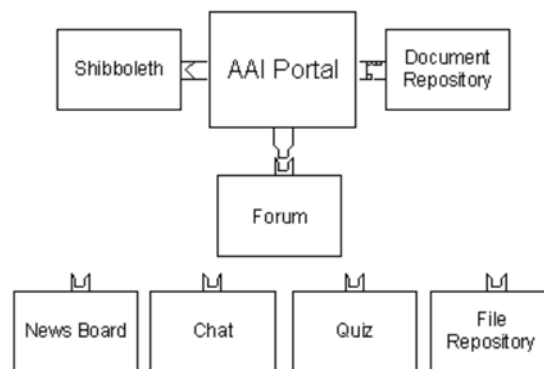 Shibboleth
AAI Portal
Document
Repository
Forum
News Board
Chat
Quiz
File
Repository